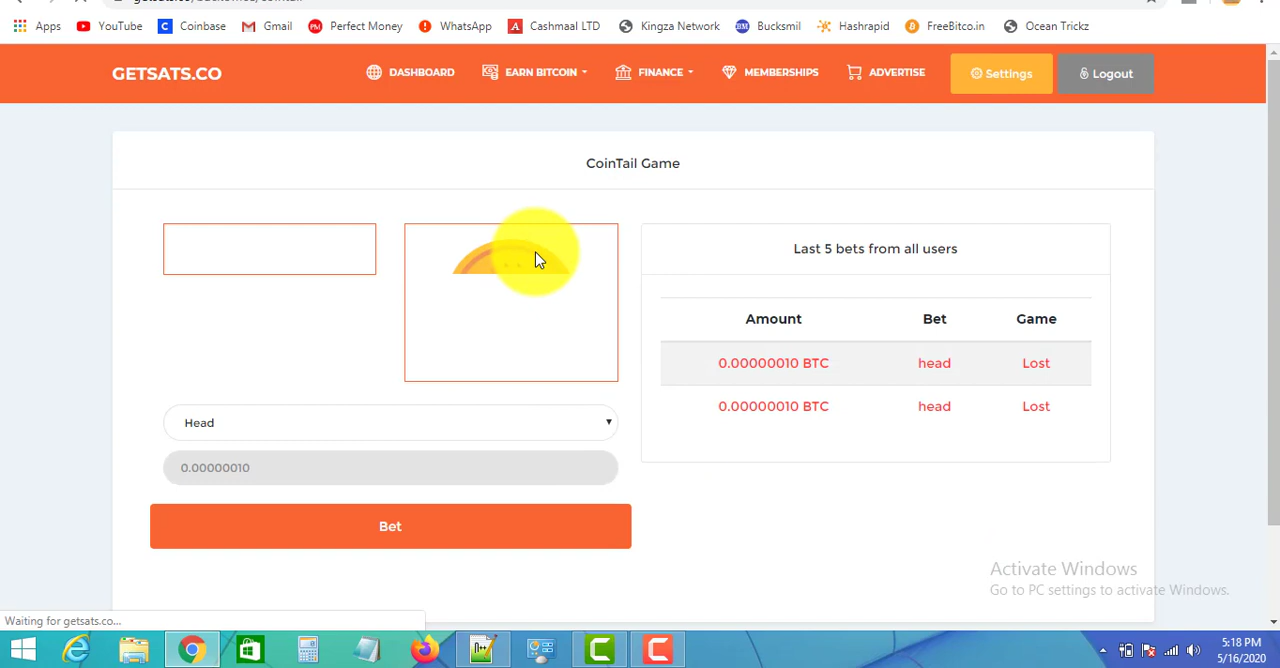 Apps YouTube Coinbase Gmail Perfect Money WhatsApp Cashmaal LTD Kingza Network Bucksmil Hashrapid FreeBitco.in Ocean Trickz
GETSATS.CO DASHBOARD EARN BITCOIN FINANCE MEMBERSHIPS ADVERTISE Settings Logout
CoinTail Game
Last 5 bets from all users
Amount Bet Game
0.00000010 BTC head Lost
0.00000010 BTC head Lost
Head
0.00000010
Bet
Activate Windows
Go to PC settings to activate Windows.
Waiting for getsats.co...
5:18 PM
5/16/2020